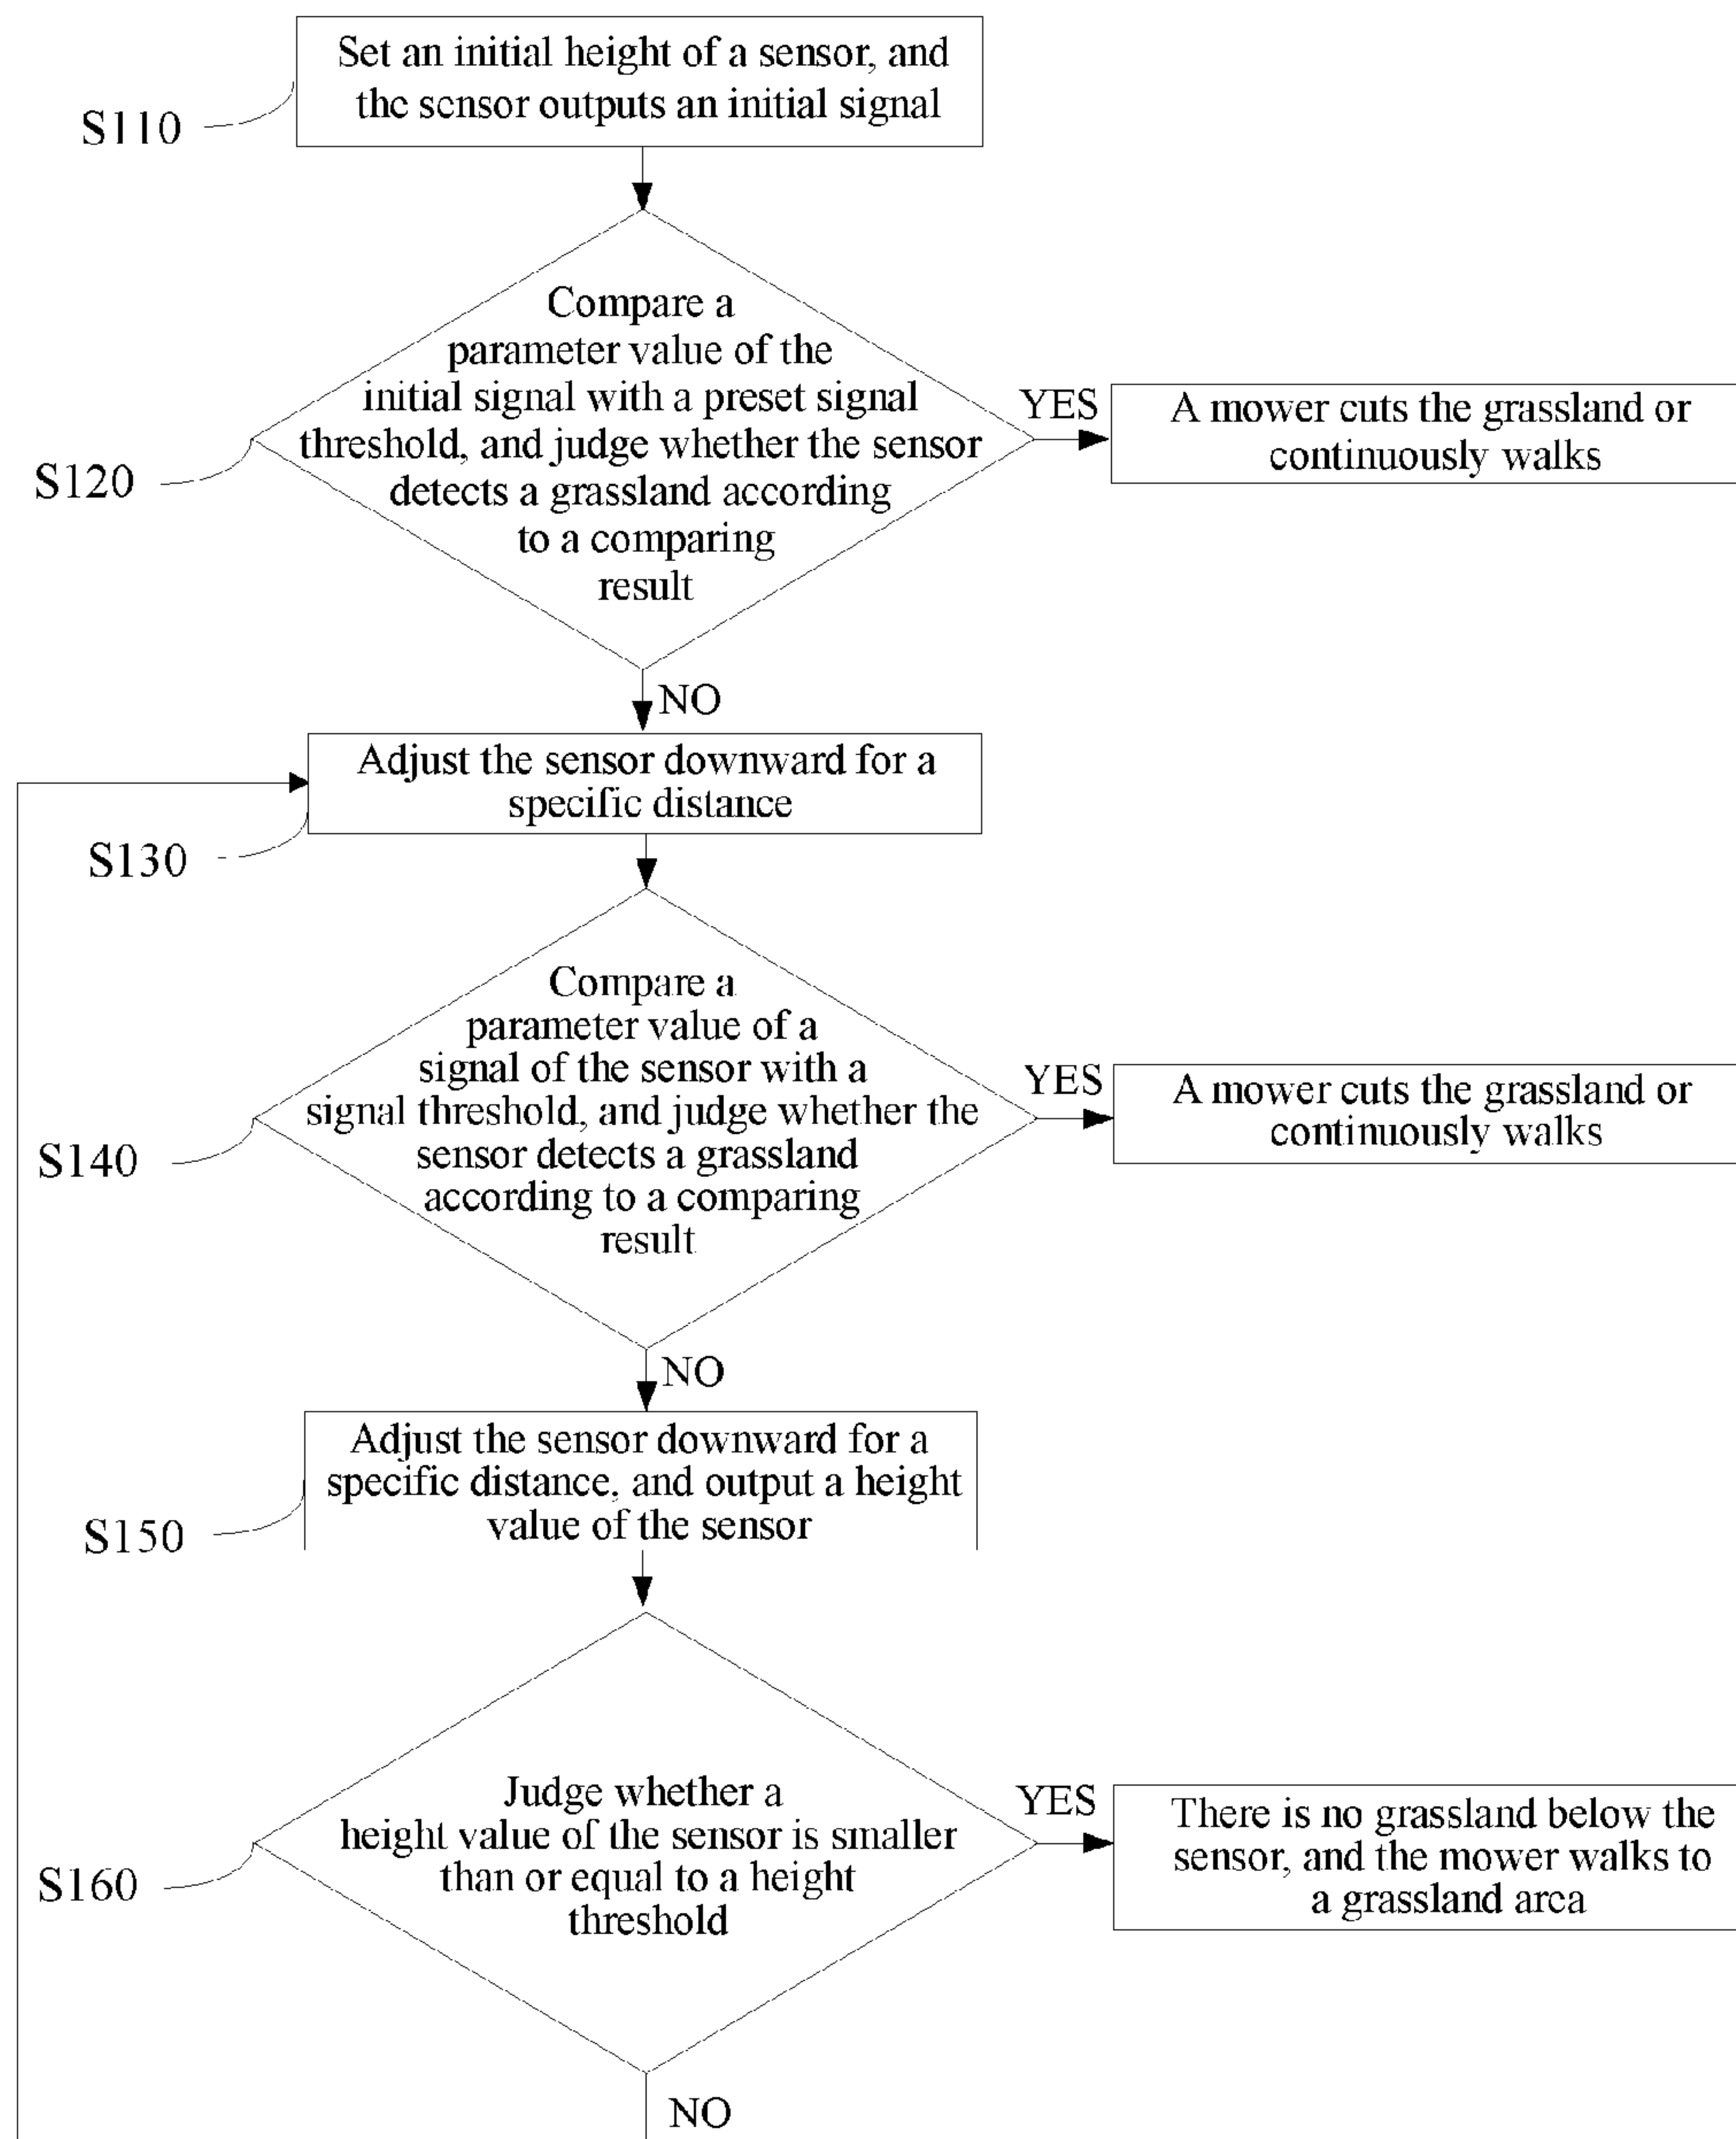 Set an initial height of a sensor, and
the sensor outputs an initial signal
S110
Compare a
parameter value of the
initial signal with a preset signal
threshold, and judge whether the sensor
detects a grassland according
to a comparing
result
S120
YES
A mower cuts the grassland or
continuously walks
NO
Adjust the sensor downward for a
specific distance
S130
Compare a
parameter value of a
signal of the sensor with a
signal threshold, and judge whether the
sensor detects a grassland
according to a comparing
result
S140
YES
A mower cuts the grassland or
continuously walks
NO
Adjust the sensor downward for a
specific distance, and output a height
value of the sensor
S150
Judge whether a
height value of the sensor is smaller
than or equal to a height
threshold
S160
YES
There is no grassland below the
sensor, and the mower walks to
a grassland area
NO